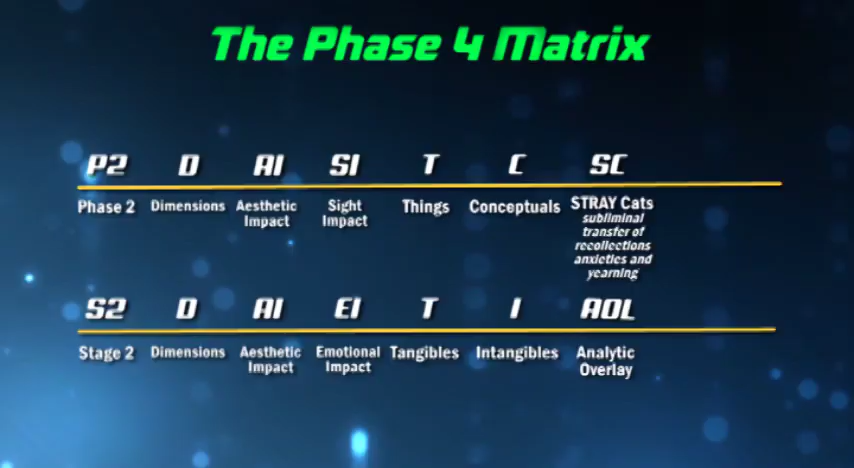 The Phase 4 Matrix
P2 D AI SI T C SC
Phase 2 Dimensions Aesthetic Impact Sight Impact Things Conceptuals STRAY Cats
subliminal
transfer of
recollections
anxieties and
yearning
S2 D AI EI T I AOL
Stage 2 Dimensions Aesthetic Impact Emotional Impact Tangibles Intangibles Analytic Overlay